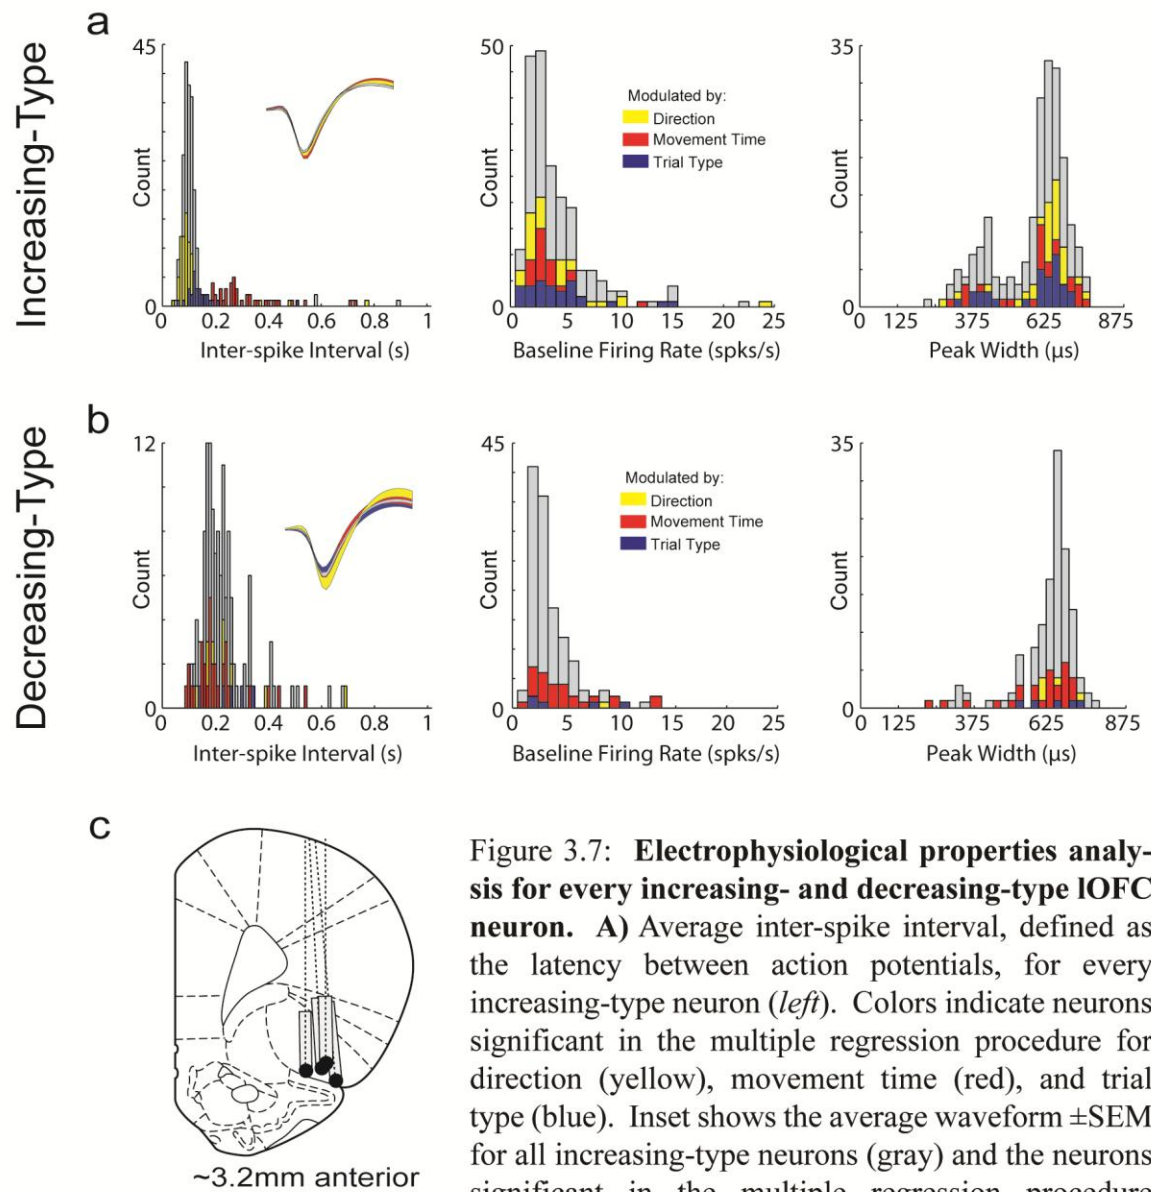 a
Increasing-Type
45
Count
0
0 0.2 0.4 0.6 0.8 1
Inter-spike Interval (s)
50
Count
0
Modulated by:
Direction
Movement Time
Trial Type
0 5 10 15 20 25
Baseline Firing Rate (spks/s)
35
Count
0
0 125 375 625 875
Peak Width (µs)
b
Decreasing-Type
12
Count
0
0 0.2 0.4 0.6 0.8 1
Inter-spike Interval (s)
45
Count
0
Modulated by:
Direction
Movement Time
Trial Type
0 5 15 10 20 25
Baseline Firing Rate (spks/s)
35
Count
0
0 125 375 625 875
Peak Width (µs)
c
~3.2mm anterior
Figure 3.7: Electrophysiological properties analy-
sis for every increasing- and decreasing-type lOFC
neuron. A) Average inter-spike interval, defined as
the latency between action potentials, for every
increasing-type neuron (left). Colors indicate neurons
significant in the multiple regression procedure for
direction (yellow), movement time (red), and trial
type (blue). Inset shows the average waveform ±SEM
for all increasing-type neurons (gray) and the neurons
significant in the multiple regression procedure